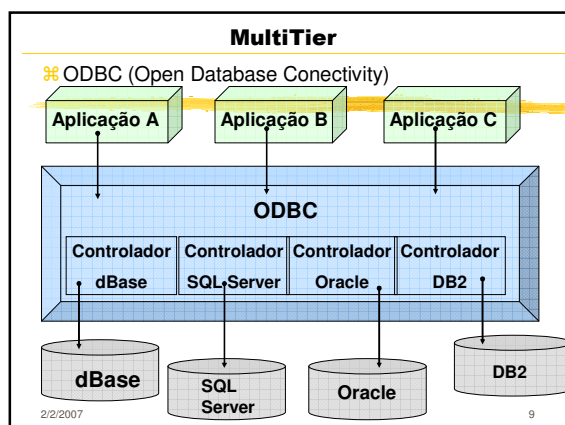 MultiTier
⌘ODBC (Open Database Conectivity)
Aplicação A
Aplicação B
Aplicação C
ODBC
Controlador
dBase
Controlador
SQL Server
Controlador
Oracle
Controlador
DB2
dBase
SQL
Server
Oracle
DB2
2/2/2007
9